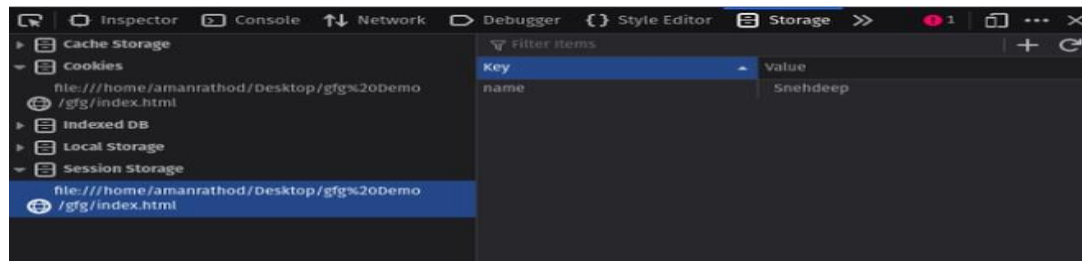 Inspector Console Network Debugger Style Editor Storage 1
Cache Storage
Filter Items
Cookies
Key Value
file:///home/amanrathod/Desktop/gfg%20Demo
/gfg/index.html
name Snehdeep
Indexed DB
Local Storage
Session Storage
file:///home/amanrathod/Desktop/gfg%20Demo
/gfg/index.html